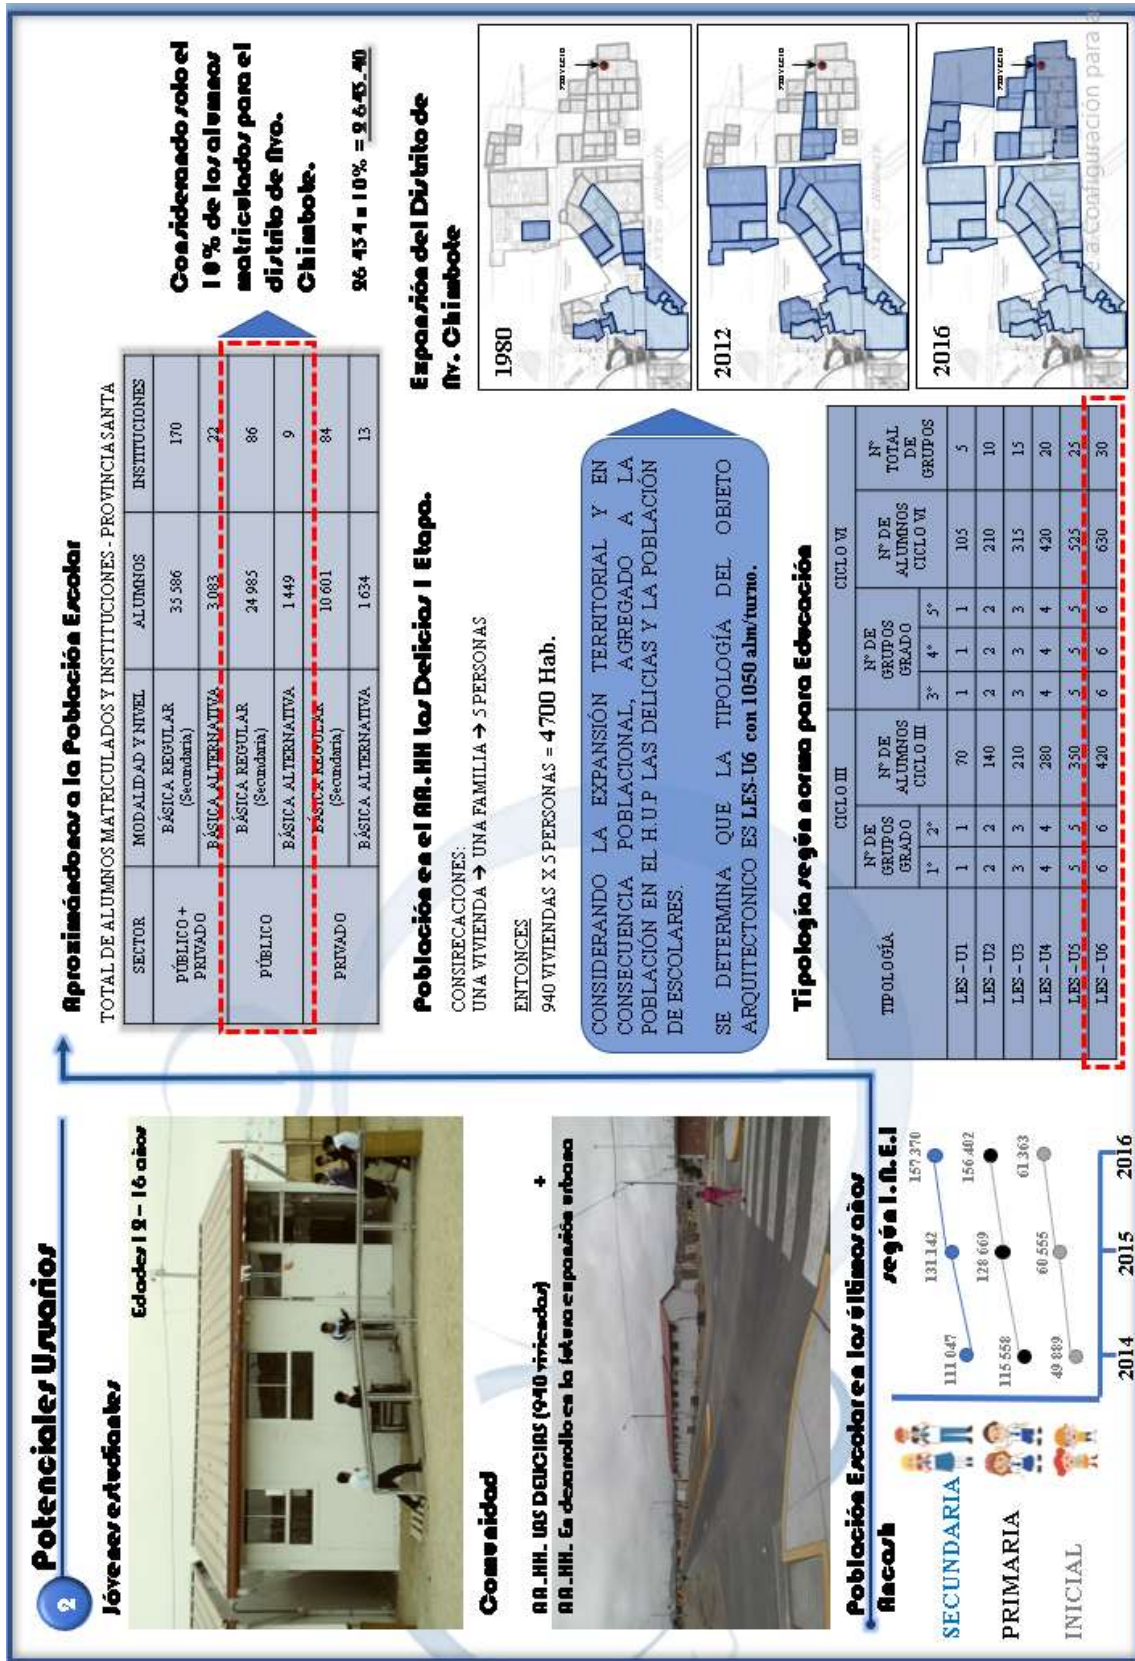 2
Potenciales Usuarios
Jóvenes estudiantes
Edades 12 – 16 años
Comunidad
AA.HH. LAS DELICIAS (940 viviendas) +
AA.HH. En desarrollo en la futura expansión urbana
Población Escolar en los últimos años según I.N.E.I
Ancash
SECUNDARIA
PRIMARIA
INICIAL
111 047 131 142 157 370
115 558 128 669 156 402
49 889 60 555 61 363
2014 2015 2016
Aproximándonos a la Población Escolar
TOTAL DE ALUMNOS MATRICULADOS Y INSTITUCIONES - PROVINCIA SANTA
SECTOR MODALIDAD Y NIVEL ALUMNOS INSTITUCIONES
PÚBLICO + PRIVADO BÁSICA REGULAR (Secundaria) 35 586 170
BÁSICA ALTERNATIVA 3 083 22
PÚBLICO BÁSICA REGULAR (Secundaria) 24 985 86
BÁSICA ALTERNATIVA 1 449 9
PRIVADO BÁSICA REGULAR (Secundaria) 10 601 84
BÁSICA ALTERNATIVA 1 634 13
Considerando solo el
10% de los alumnos
matriculados para el
distrito de Nvo.
Chimbote.
26 434 x 10% = 2 643.40
Población en el AA.HH Las Delicias I Etapa.
CONSIRECACIONES:
UNA VIVIENDA → UNA FAMILIA → 5 PERSONAS
ENTONCES
940 VIVIENDAS X 5 PERSONAS = 4 700 Hab.
CONSIDERANDO LA EXPANSIÓN TERRITORIAL Y EN
CONSECUENCIA POBLACIONAL, AGREGADO A LA
POBLACIÓN EN EL H.U.P LAS DELICIAS Y LA POBLACIÓN
DE ESCOLARES.
SE DETERMINA QUE LA TIPOLOGÍA DEL OBJETO
ARQUITECTONICO ES LES-U6 con 1050 alm/turno.
Expansión del Distrito de
Nv. Chimbote
1980
PROYECTO
2012
PROYECTO
2016
PROYECTO
e a Configuración para a
Tipología según norma para Educación
TIPOLOGÍA CICLO III CICLO VI
N° DE GRUPOS GRADO N° DE ALUMNOS CICLO III N° DE GRUPOS GRADO N° DE ALUMNOS CICLO VI N° TOTAL DE GRUPOS
1° 2° 3° 4° 5°
LES – U1 1 1 70 1 1 1 105 5
LES – U2 2 2 140 2 2 2 210 10
LES – U3 3 3 210 3 3 3 315 15
LES – U4 4 4 280 4 4 4 420 20
LES – U5 5 5 350 5 5 5 525 25
LES – U6 6 6 420 6 6 6 630 30